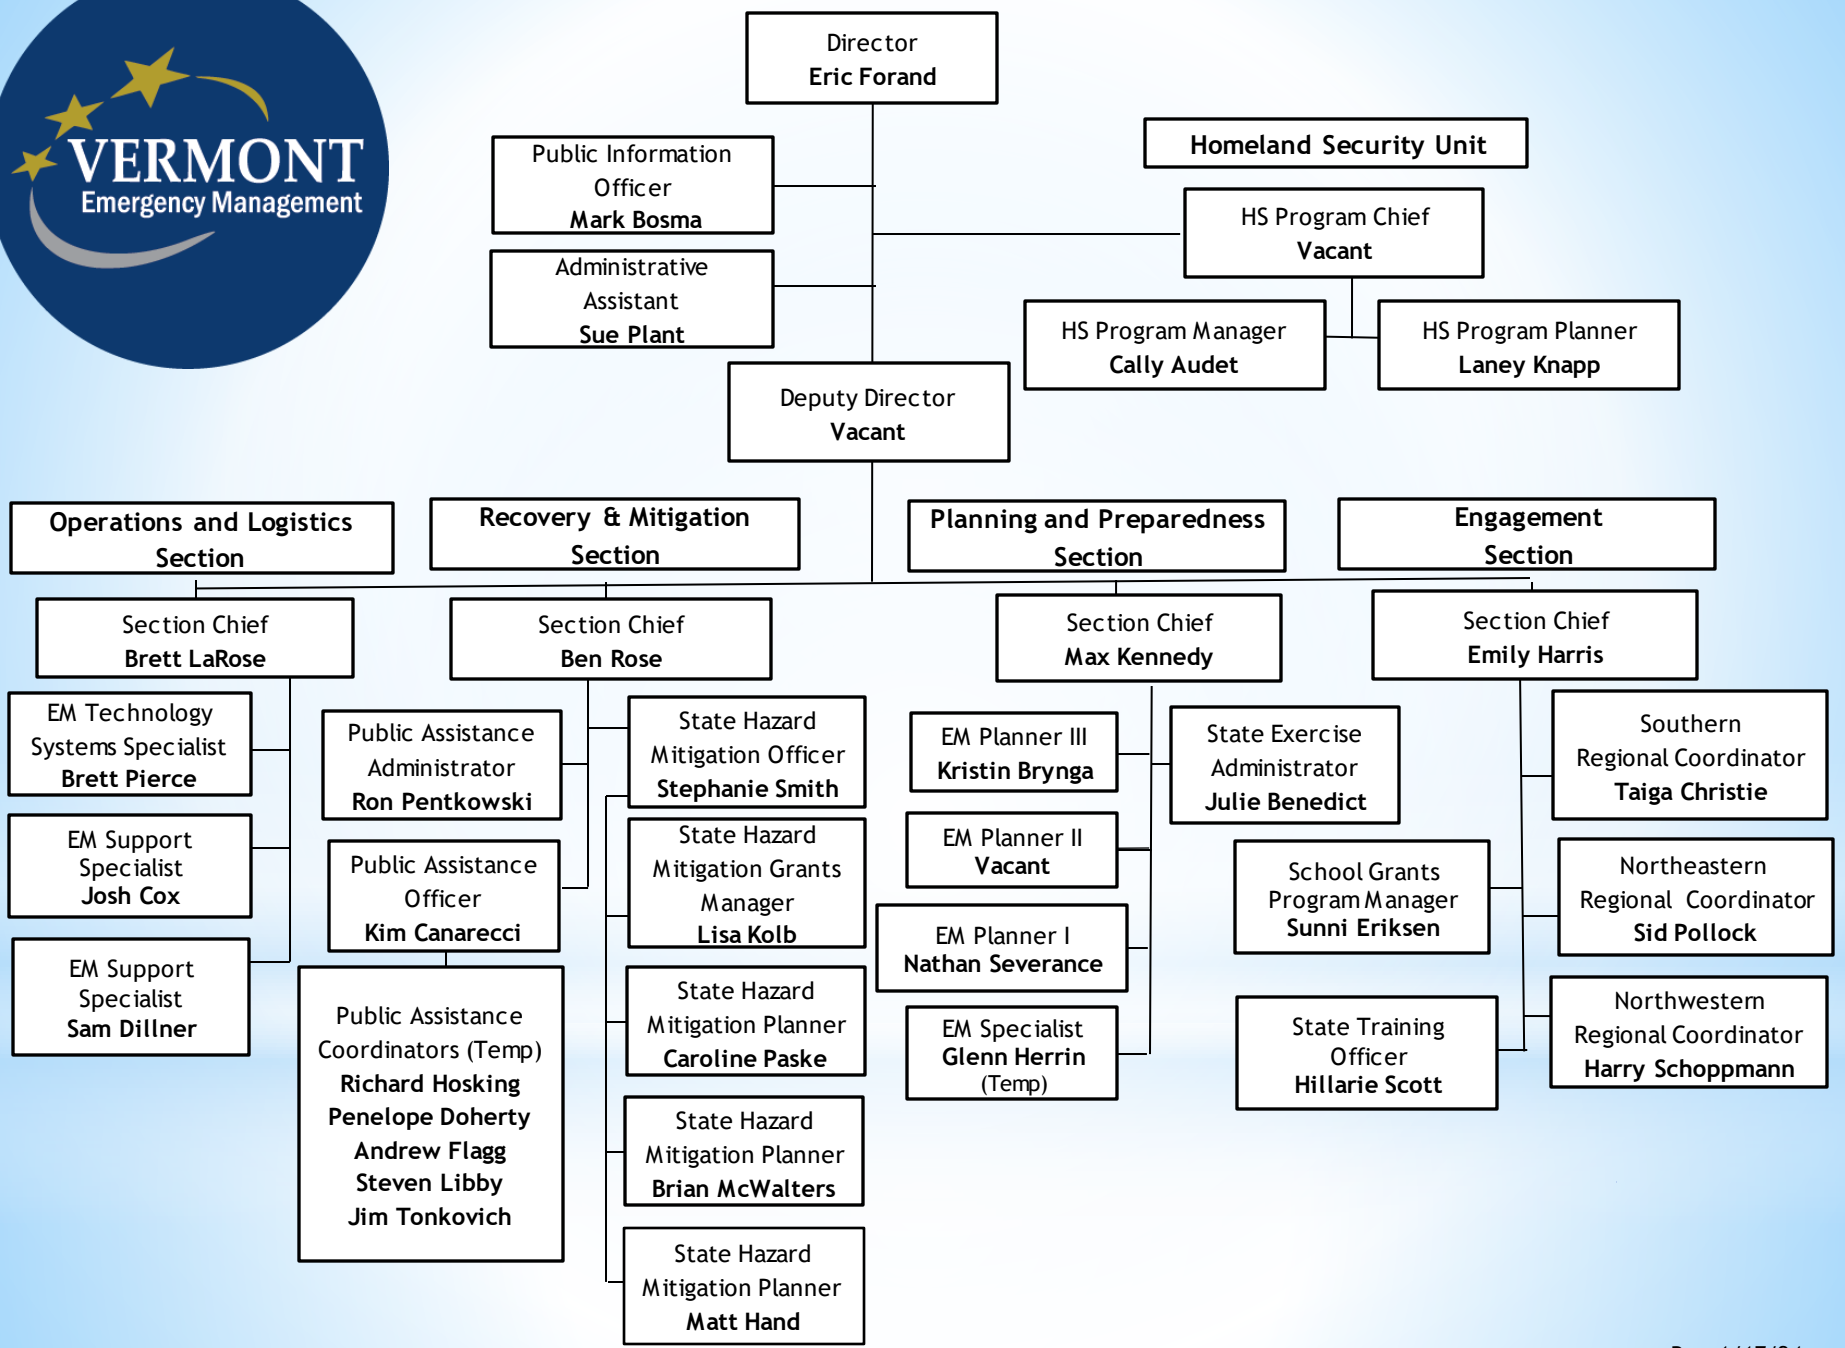 VERMONT
Emergency Management
Director
Eric Forand
Public Information
Officer
Mark Bosma
Administrative
Assistant
Sue Plant
Homeland Security Unit
HS Program Chief
Vacant
HS Program Manager
Cally Audet
HS Program Planner
Laney Knapp
Deputy Director
Vacant
Operations and Logistics
Section
Section Chief
Brett LaRose
EM Technology
Systems Specialist
Brett Pierce
EM Support
Specialist
Josh Cox
EM Support
Specialist
Sam Dillner
Recovery & Mitigation
Section
Section Chief
Ben Rose
Public Assistance
Administrator
Ron Pentkowski
Public Assistance
Officer
Kim Canarecci
Public Assistance
Coordinators (Temp)
Richard Hosking
Penelope Doherty
Andrew Flagg
Steven Libby
Jim Tonkovich
State Hazard
Mitigation Officer
Stephanie Smith
State Hazard
Mitigation Grants
Manager
Lisa Kolb
State Hazard
Mitigation Planner
Caroline Paske
State Hazard
Mitigation Planner
Brian McWalters
State Hazard
Mitigation Planner
Matt Hand
Planning and Preparedness
Section
Section Chief
Max Kennedy
EM Planner III
Kristin Brynga
EM Planner II
Vacant
EM Planner I
Nathan Severance
EM Specialist
Glenn Herrin
(Temp)
State Exercise
Administrator
Julie Benedict
Engagement
Section
Section Chief
Emily Harris
School Grants
Program Manager
Sunni Eriksen
State Training
Officer
Hillarie Scott
Southern
Regional Coordinator
Taiga Christie
Northeastern
Regional Coordinator
Sid Pollock
Northwestern
Regional Coordinator
Harry Schoppmann